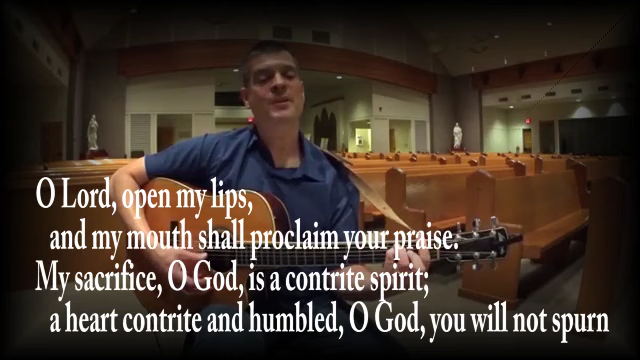 O Lord, open my lips,
and my mouth shall proclaim your praise.
My sacrifice, O God, is a contrite spirit;
a heart contrite and humbled, O God, you will not spurn